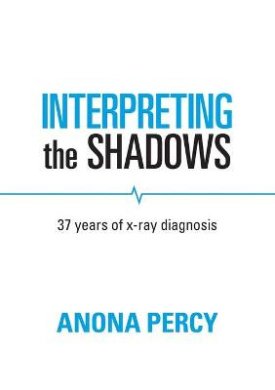 INTERPRETING
the SHADOWS
37 years of x-ray diagnosis
ANONA PERCY